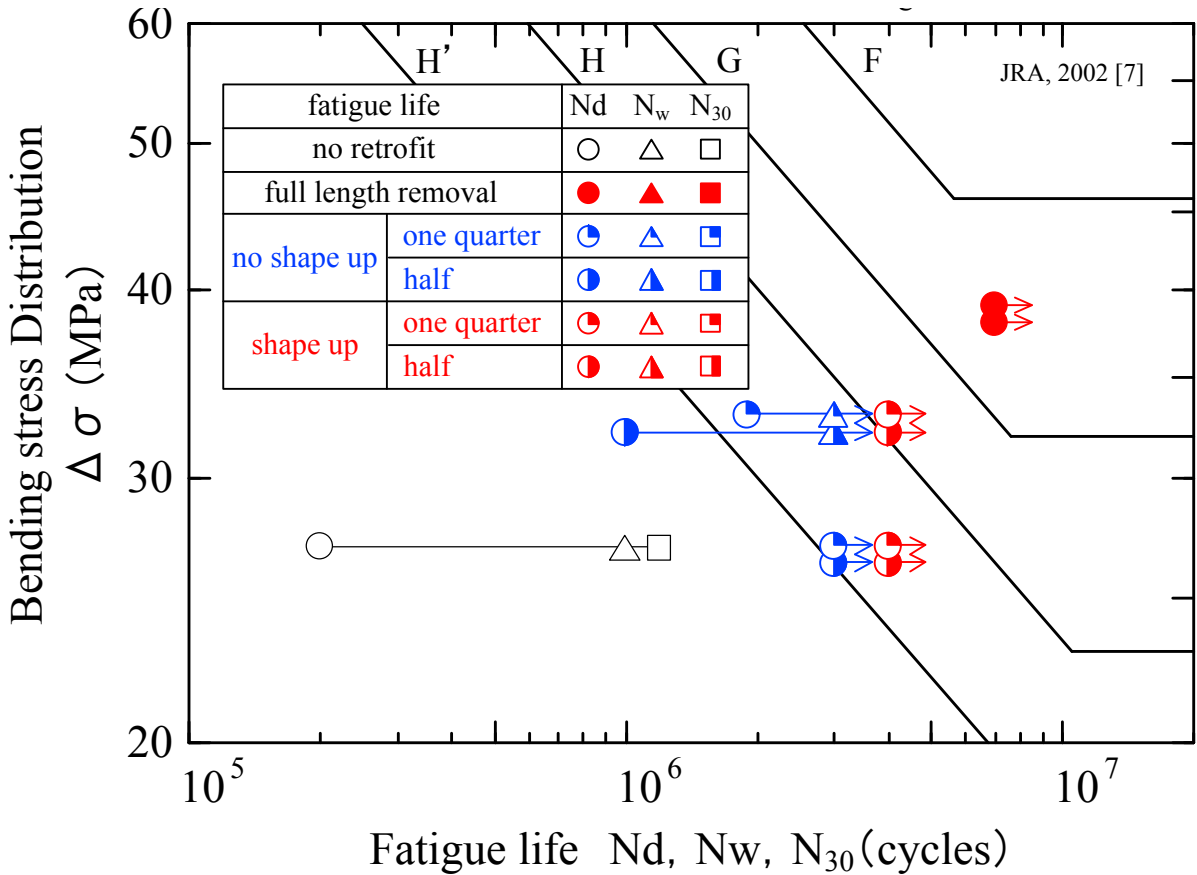 60
50
40
30
20
H’ H G F
JRA, 2002 [7]
fatigue life Nd Nw N30
no retrofit
full length removal
no shape up
one quarter
half
shape up
one quarter
half
Bending stress Distribution
Δσ (MPa)
10^5 10^6 10^7
Fatigue life Nd, Nw, N30 (cycles)